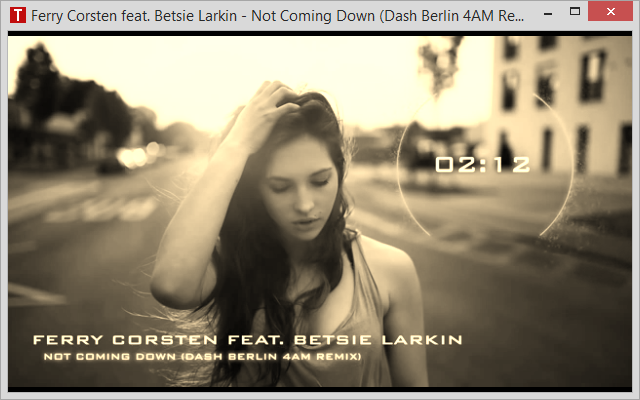 T Ferry Corsten feat. Betsie Larkin - Not Coming Down (Dash Berlin 4AM Re...
02:12
FERRY CORSTEN FEAT. BETSIE LARKIN
NOT COMING DOWN (DASH BERLIN 4AM REMIX)